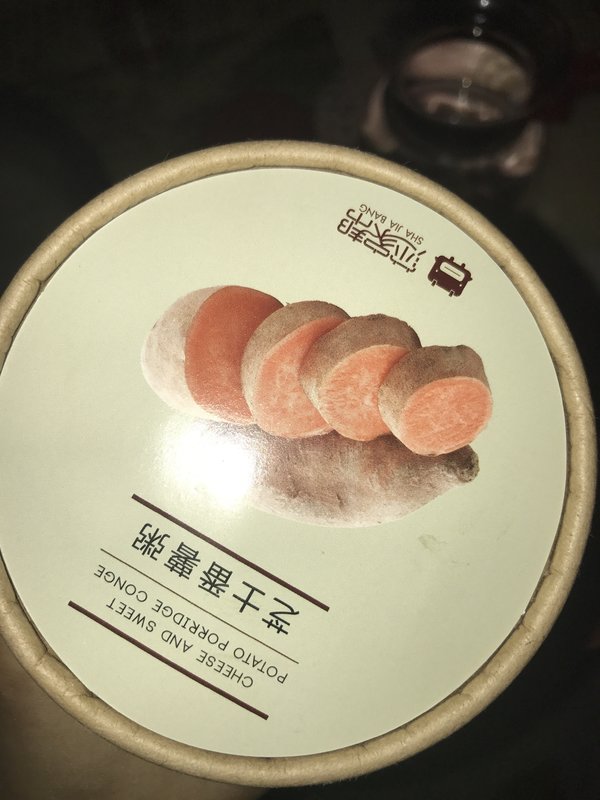 CHEESE AND SWEET
POTATO PORRIDGE CONGE
芝士番薯粥
SHA JIA BANG